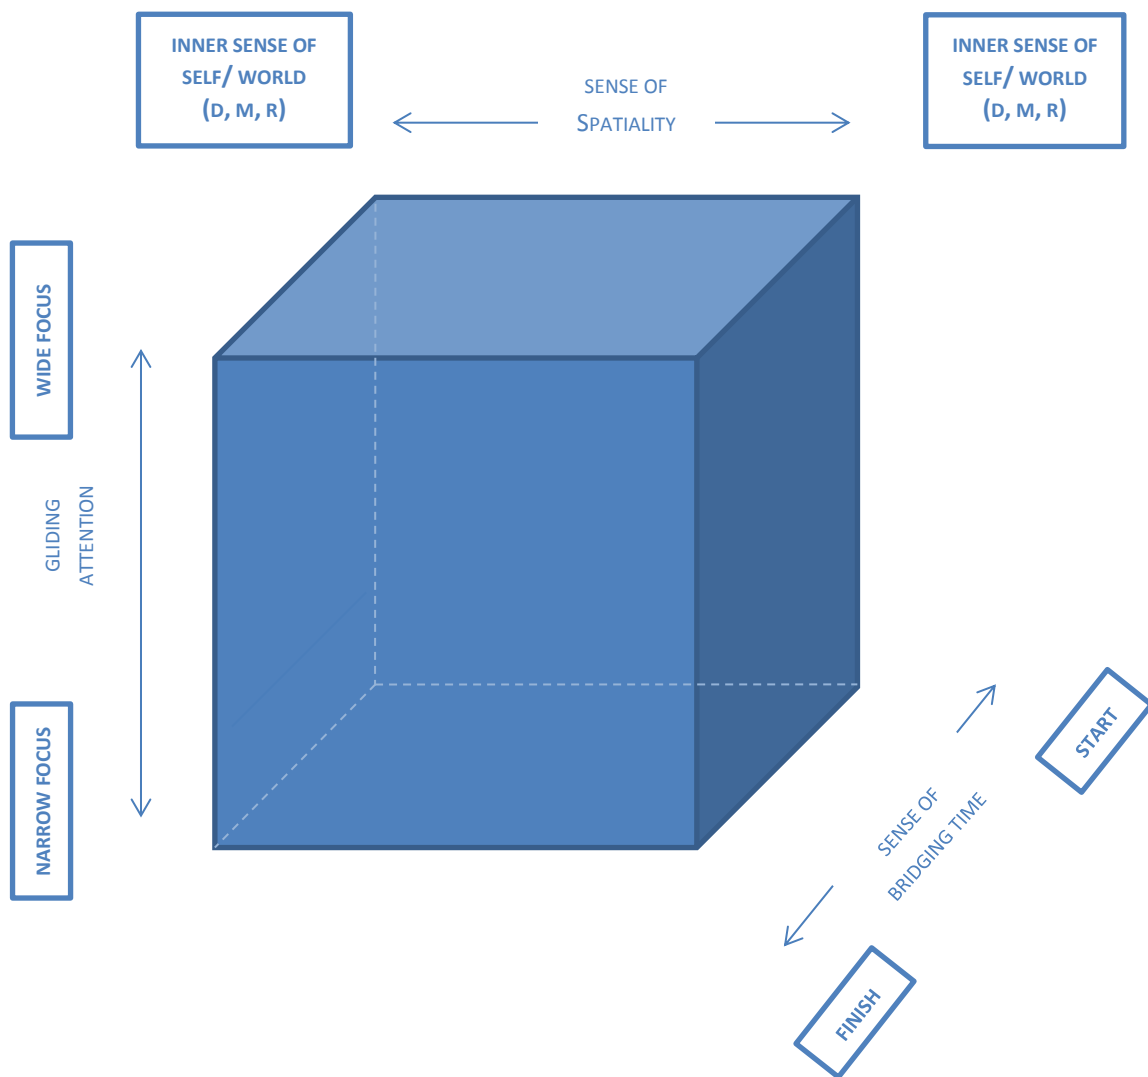 INNER SENSE OF
SELF/ WORLD
(D, M, R)
SENSE OF
SPATIALITY
INNER SENSE OF
SELF/ WORLD
(D, M, R)
WIDE FOCUS
GLIDING
ATTENTION
NARROW FOCUS
START
SENSE OF
BRIDGING TIME
FINISH